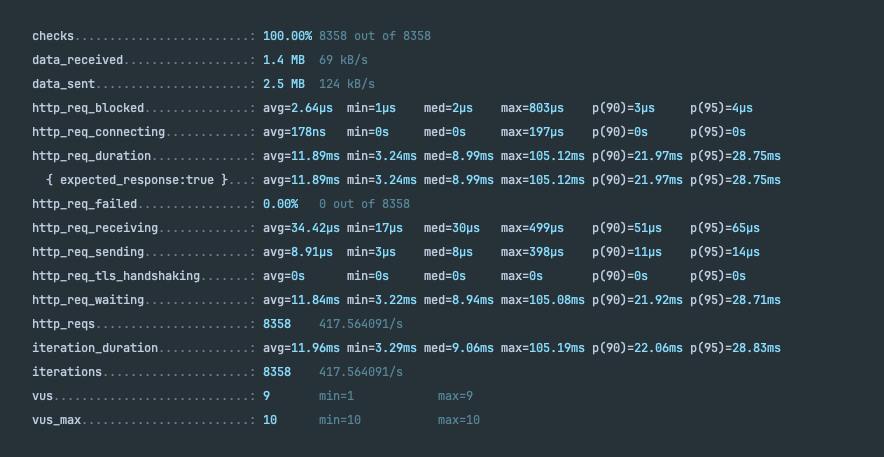 checks.........................: 100.00% 8358 out of 8358
data_received..................: 1.4 MB  69 kB/s
data_sent......................: 2.5 MB  124 kB/s
http_req_blocked...............: avg=2.64µs  min=1µs    med=2µs    max=803µs    p(90)=3µs     p(95)=4µs
http_req_connecting............: avg=178ns   min=0s     med=0s     max=197µs    p(90)=0s      p(95)=0s
http_req_duration..............: avg=11.89ms min=3.24ms med=8.99ms max=105.12ms p(90)=21.97ms p(95)=28.75ms
  { expected_response:true }...: avg=11.89ms min=3.24ms med=8.99ms max=105.12ms p(90)=21.97ms p(95)=28.75ms
http_req_failed................: 0.00%   0 out of 8358
http_req_receiving.............: avg=34.42µs min=17µs   med=30µs   max=499µs    p(90)=51µs    p(95)=65µs
http_req_sending...............: avg=8.91µs  min=3µs    med=8µs    max=398µs    p(90)=11µs    p(95)=14µs
http_req_tls_handshaking.......: avg=0s      min=0s     med=0s     max=0s       p(90)=0s      p(95)=0s
http_req_waiting...............: avg=11.84ms min=3.22ms med=8.94ms max=105.08ms p(90)=21.92ms p(95)=28.71ms
http_reqs......................: 8358    417.564091/s
iteration_duration.............: avg=11.96ms min=3.29ms med=9.06ms max=105.19ms p(90)=22.06ms p(95)=28.83ms
iterations.....................: 8358    417.564091/s
vus............................: 9       min=1            max=9
vus_max........................: 10      min=10           max=10